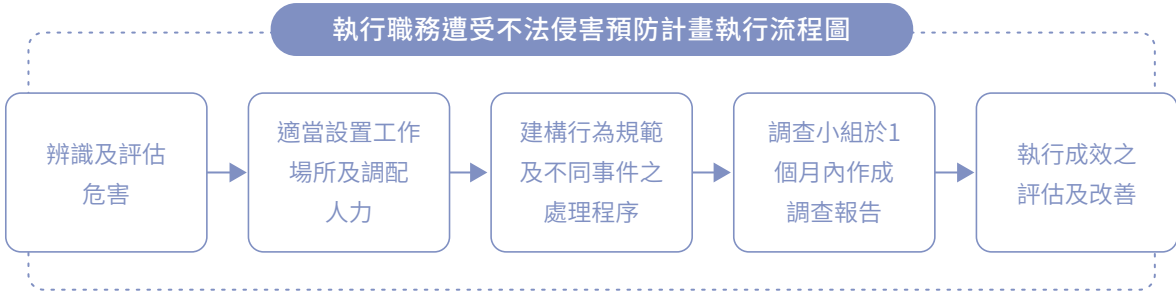 執行職務遭受不法侵害預防計畫執行流程圖
辨識及評估
危害
適當設置工作
場所及調配
人力
建構行為規範
及不同事件之
處理程序
調查小組於1
個月內作成
調查報告
執行成效之
評估及改善